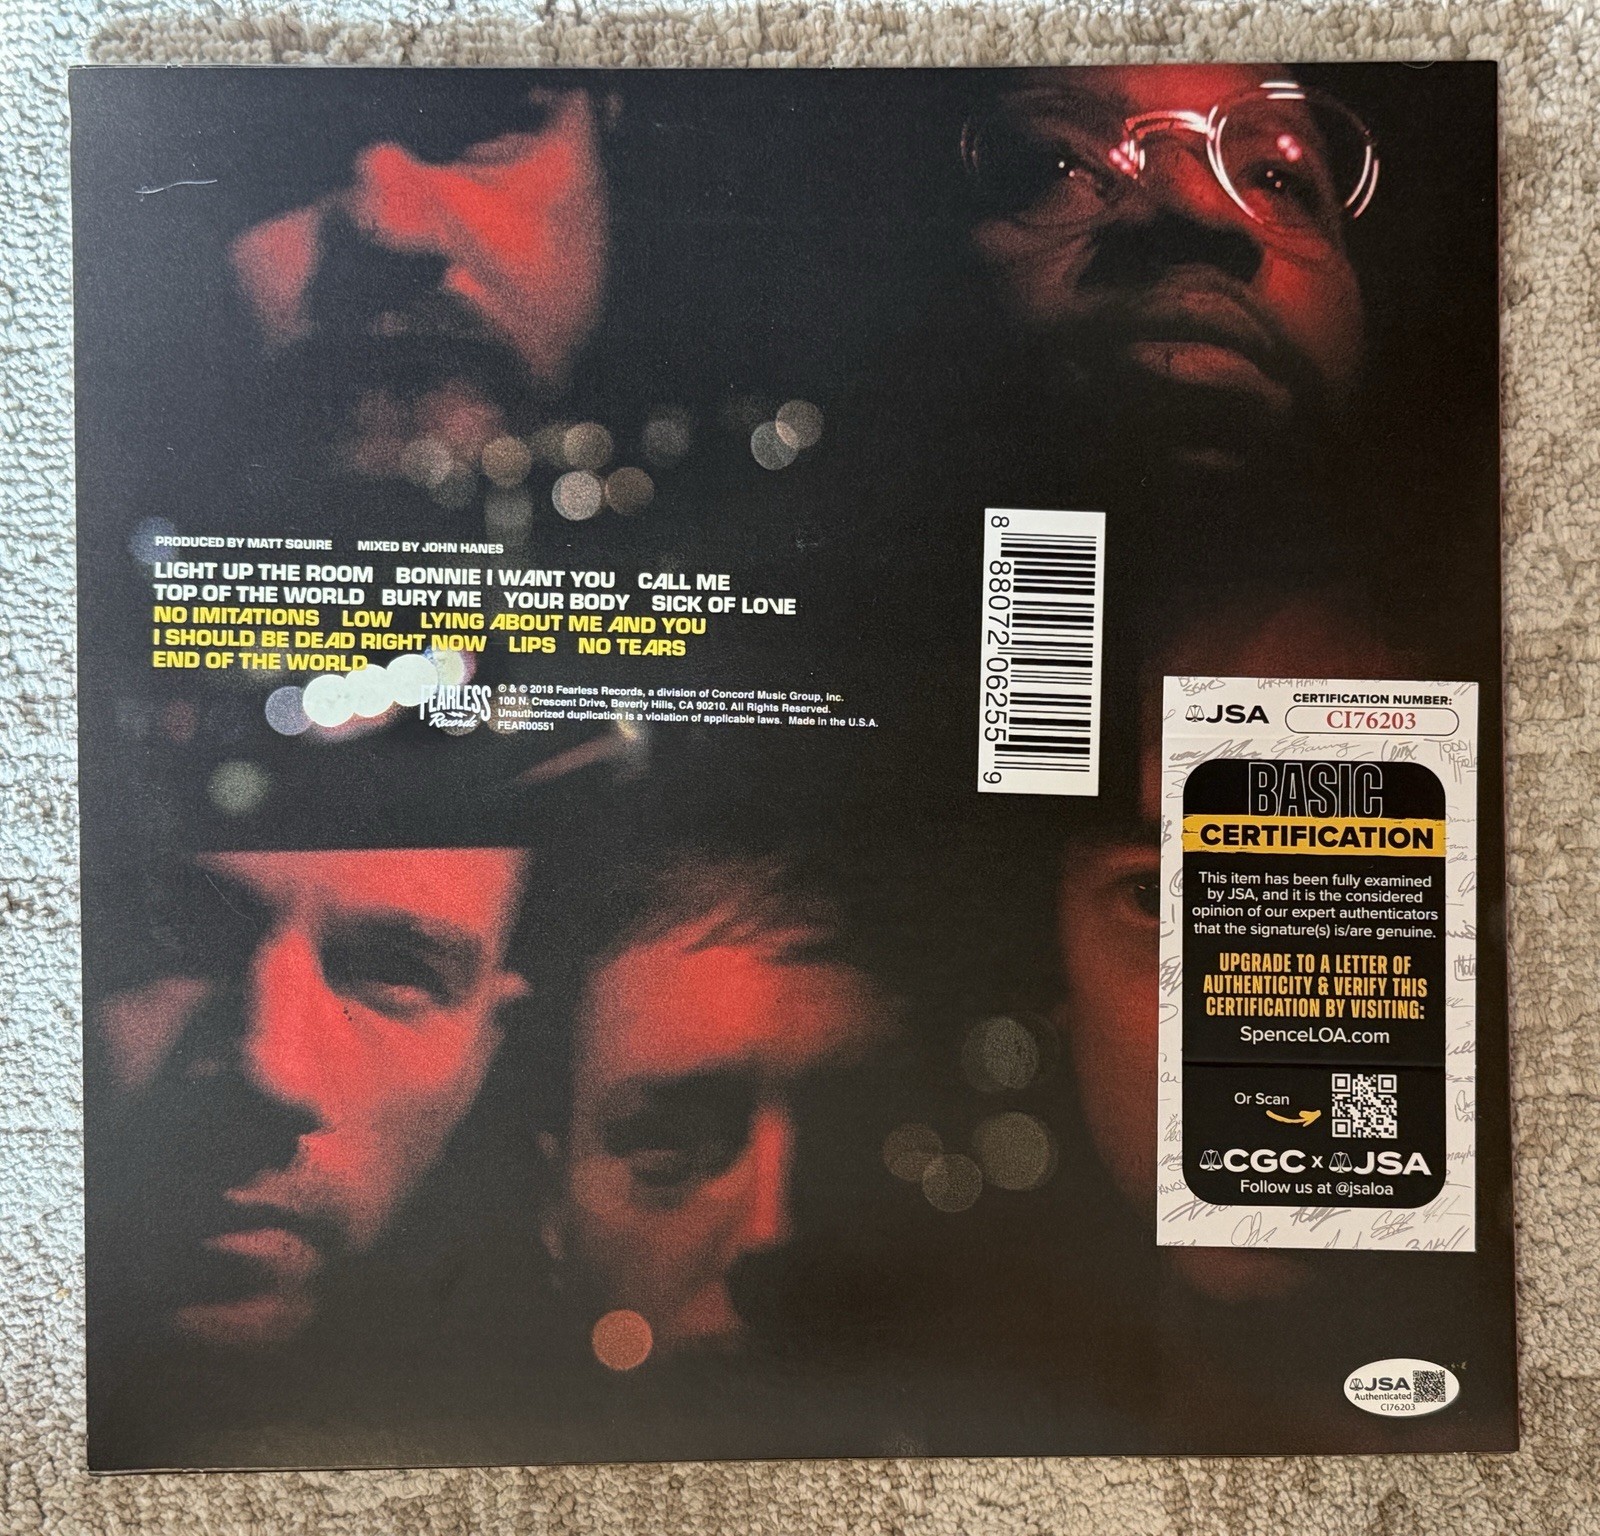 PRODUCED BY MATT SQUIRE MIXED BY JOHN HANES
LIGHT UP THE ROOM BONNIE I WANT YOU CALL ME
TOP OF THE WORLD BURY ME YOUR BODY SICK OF LOVE
NO IMITATIONS LOW LYING ABOUT ME AND YOU
I SHOULD BE DEAD RIGHT NOW LIPS NO TEARS
END OF THE WORLD
FEARLESS
Records
℗ & © 2018 Fearless Records, a division of Concord Music Group, Inc.
100 N. Crescent Drive, Beverly Hills, CA 90210. All Rights Reserved.
Unauthorized duplication is a violation of applicable laws. Made in the U.S.A.
FEAR00551
8 88072 06255 9
JSA
CERTIFICATION NUMBER:
CI76203
BASIC
CERTIFICATION
This item has been fully examined
by JSA, and it is the considered
opinion of our expert authenticators
that the signature(s) is/are genuine.
UPGRADE TO A LETTER OF
AUTHENTICITY & VERIFY THIS
CERTIFICATION BY VISITING:
SpenceLOA.com
Or Scan
CGC x JSA
Follow us at @jsaloa
JSA
Authenticated
CI76203